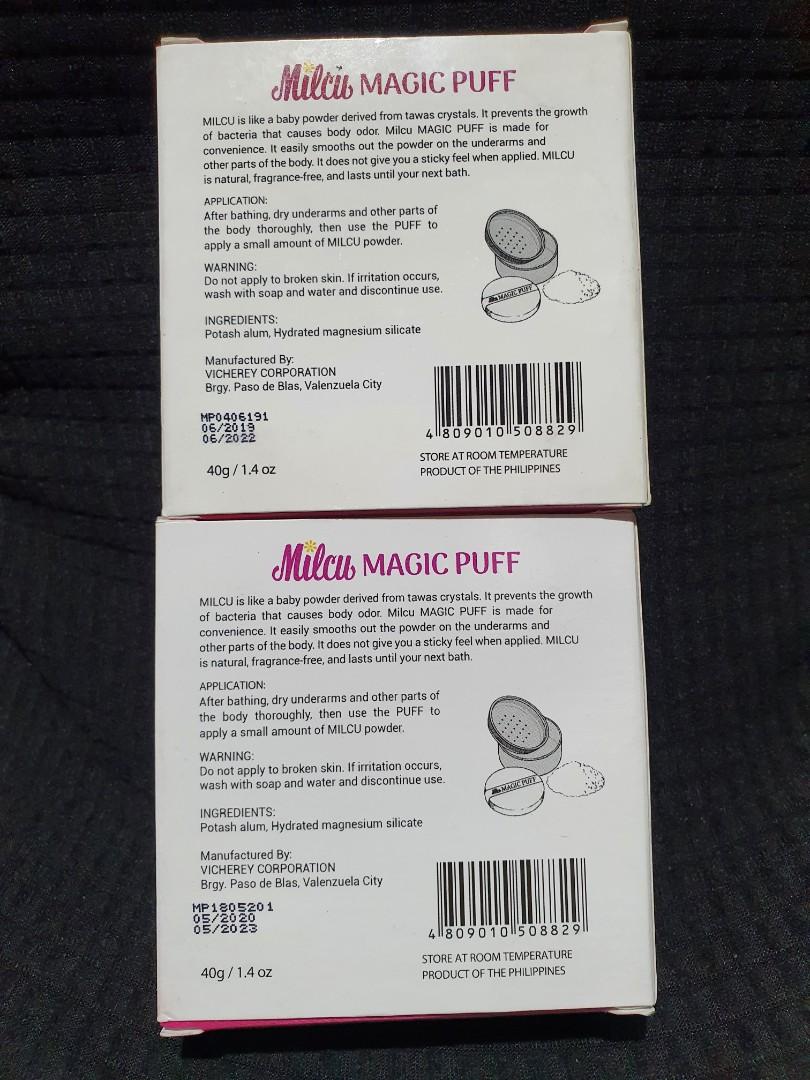 Milcu MAGIC PUFF
MILCU is like a baby powder derived from tawas crystals. It prevents the growth
of bacteria that causes body odor. Milcu MAGIC PUFF is made for
convenience. It easily smooths out the powder on the underarms and
other parts of the body. It does not give you a sticky feel when applied. MILCU
is natural, fragrance-free, and lasts until your next bath.
APPLICATION:
After bathing, dry underarms and other parts of
the body thoroughly, then use the PUFF to
apply a small amount of MILCU powder.
WARNING:
Do not apply to broken skin. If irritation occurs,
wash with soap and water and discontinue use.
Milcu MAGIC PUFF
INGREDIENTS:
Potash alum, Hydrated magnesium silicate
Manufactured By:
VICHEREY CORPORATION
Brgy. Paso de Blas, Valenzuela City
MP0406191
06/2019
06/2022
4 809010 508829
40g / 1.4 oz
STORE AT ROOM TEMPERATURE
PRODUCT OF THE PHILIPPINES
Milcu MAGIC PUFF
MILCU is like a baby powder derived from tawas crystals. It prevents the growth
of bacteria that causes body odor. Milcu MAGIC PUFF is made for
convenience. It easily smooths out the powder on the underarms and
other parts of the body. It does not give you a sticky feel when applied. MILCU
is natural, fragrance-free, and lasts until your next bath.
APPLICATION:
After bathing, dry underarms and other parts of
the body thoroughly, then use the PUFF to
apply a small amount of MILCU powder.
WARNING:
Do not apply to broken skin. If irritation occurs,
wash with soap and water and discontinue use.
Milcu MAGIC PUFF
INGREDIENTS:
Potash alum, Hydrated magnesium silicate
Manufactured By:
VICHEREY CORPORATION
Brgy. Paso de Blas, Valenzuela City
MP1805201
05/2020
05/2023
4 809010 508829
40g / 1.4 oz
STORE AT ROOM TEMPERATURE
PRODUCT OF THE PHILIPPINES